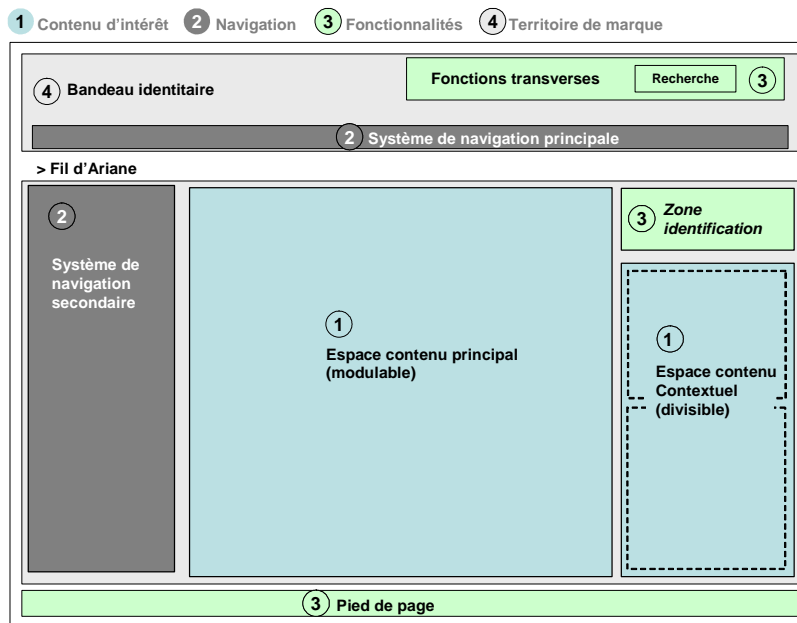 1 Contenu d'intérêt 2 Navigation 3 Fonctionnalités 4 Territoire de marque
4 Bandeau identitaire
Fonctions transverses Recherche 3
2 Système de navigation principale
> Fil d'Ariane
2
Système de
navigation
secondaire
1
Espace contenu principal
(modulable)
3 Zone
identification
1
Espace contenu
Contextuel
(divisible)
3 Pied de page